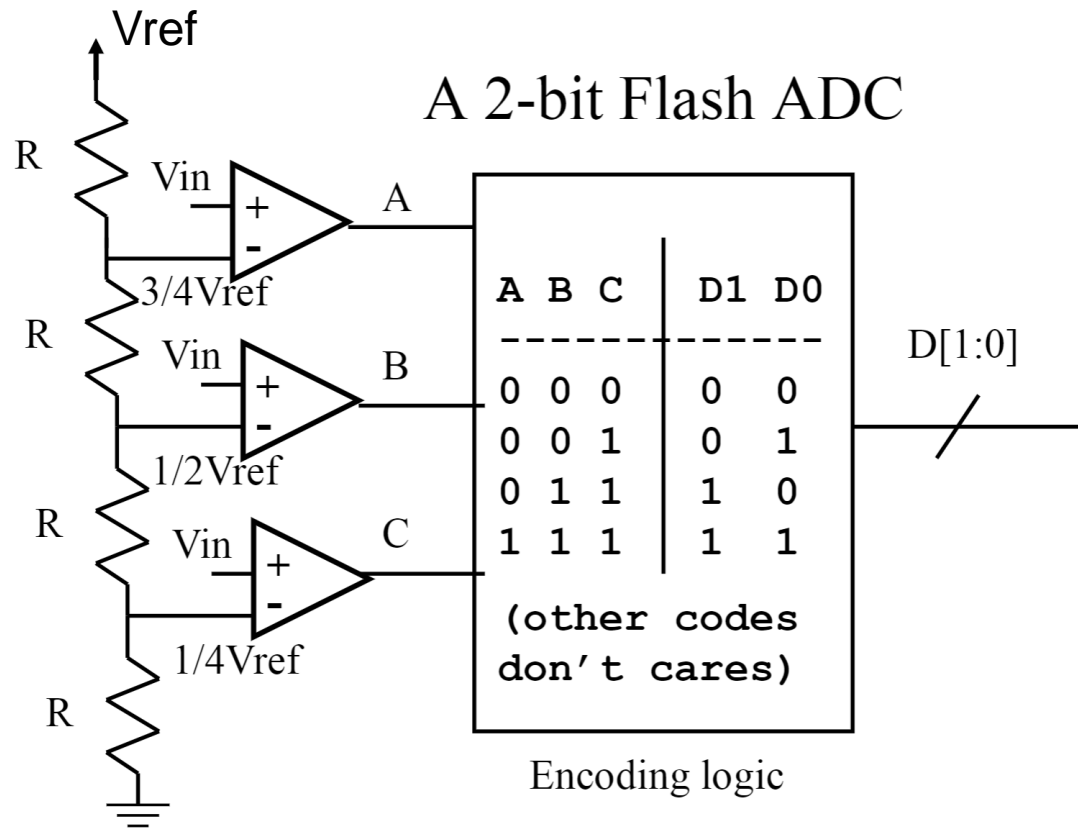 Vref
A 2-bit Flash ADC
R
Vin
+
-
A
3/4Vref
R
Vin
+
-
B
1/2Vref
R
Vin
+
-
C
1/4Vref
R
A B C | D1 D0
-------------
0 0 0 | 0 0
0 0 1 | 0 1
0 1 1 | 1 0
1 1 1 | 1 1
(other codes
don't cares)
D[1:0]
Encoding logic